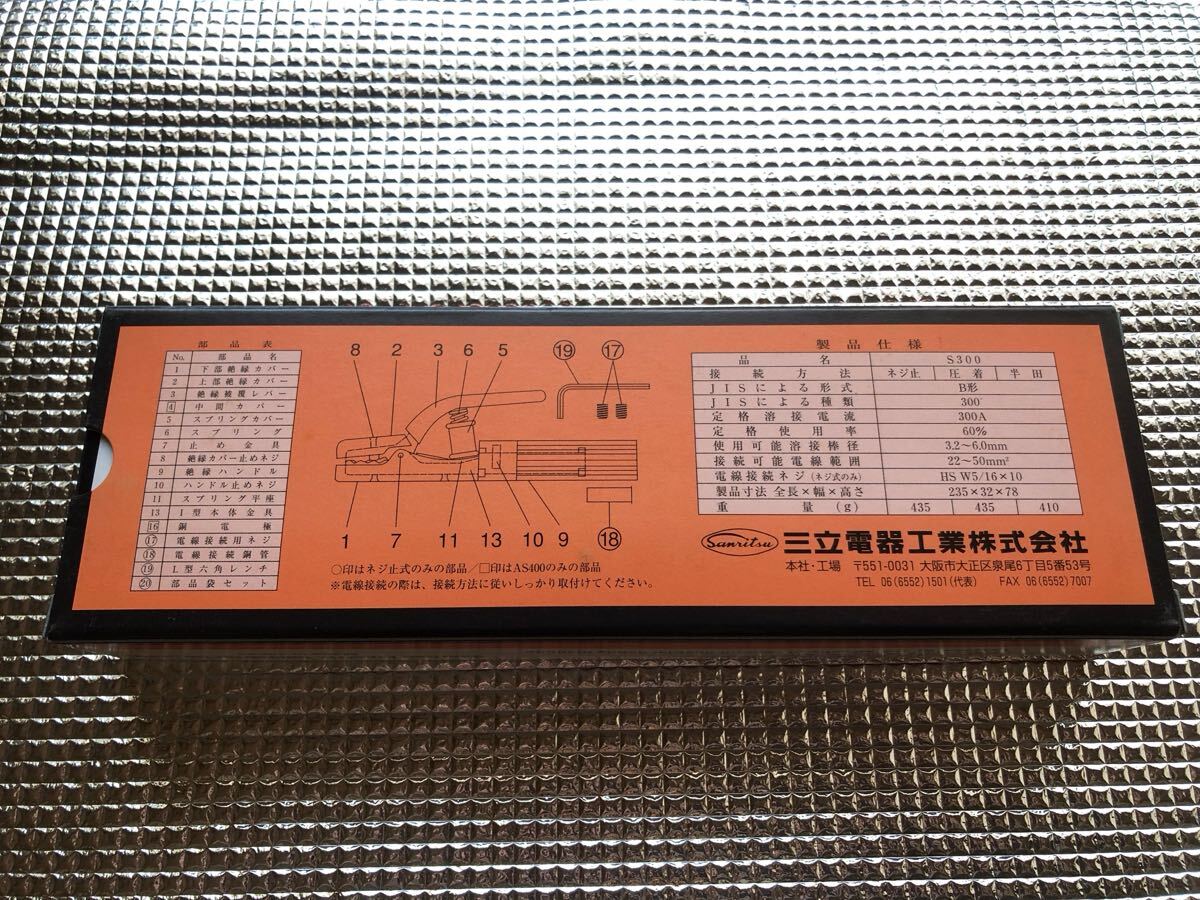 部品表
No. 部品名
1 下部絶縁カバー
2 上部絶縁カバー
3 絶縁被覆レバー
4 中間カバー
5 スプリングカバー
6 スプリング
7 止め金具
8 絶縁カバー止めネジ
9 絶縁ハンドル
10 ハンドル止めネジ
11 スプリング平座
13 I型本体金具
16 銅電極
⑰ 電線接続用ネジ
⑱ 電線接続銅管
⑲ L型六角レンチ
⑳ 部品袋セット
8 2 3 6 5 ⑲ ⑰
1 7 11 13 10 9 ⑱
○印はネジ止式のみの部品/□印はAS400のみの部品
※電線接続の際は、接続方法に従いしっかり取付けてください。
製品仕様
品名 S300
接続方法 ネジ止 圧着 半田
JISによる形式 B形
JISによる種類 300
定格溶接電流 300A
定格使用率 60%
使用可能溶接棒径 3.2～6.0mm
接続可能電線範囲 22～50mm²
電線接続ネジ(ネジ式のみ) HS W5/16×10
製品寸法 全長×幅×高さ 235×32×78
重量(g) 435 435 410
Sanritsu 三立電器工業株式会社
本社・工場 〒551-0031 大阪市大正区泉尾6丁目5番53号
TEL 06(6552)1501(代表) FAX 06(6552)7007